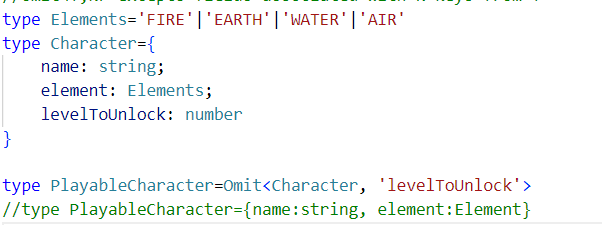 type Elements='FIRE'|'EARTH'|'WATER'|'AIR'
type Character={
    name: string;
    element: Elements;
    levelToUnlock: number
}
type PlayableCharacter=Omit<Character, 'levelToUnlock'>
//type PlayableCharacter={name:string, element:Element}